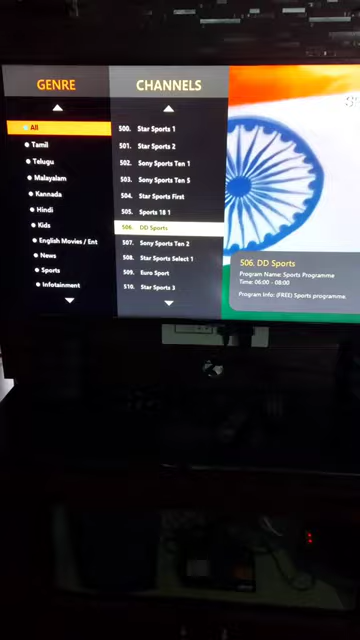 GENRE
All
Tamil
Telugu
Malayalam
Kannada
Hindi
Kids
English Movies / Ent
News
Sports
Infotainment
CHANNELS
500. Star Sports 1
501. Star Sports 2
502. Sony Sports Ten 1
503. Sony Sports Ten 5
504. Star Sports First
505. Sports 18 1
506. DD Sports
507. Sony Sports Ten 2
508. Star Sports Select 1
509. Euro Sport
510. Star Sports 3
506. DD Sports
Program Name: Sports Programme
Time: 06:00 - 08:00
Program Info: (FREE) Sports programme.